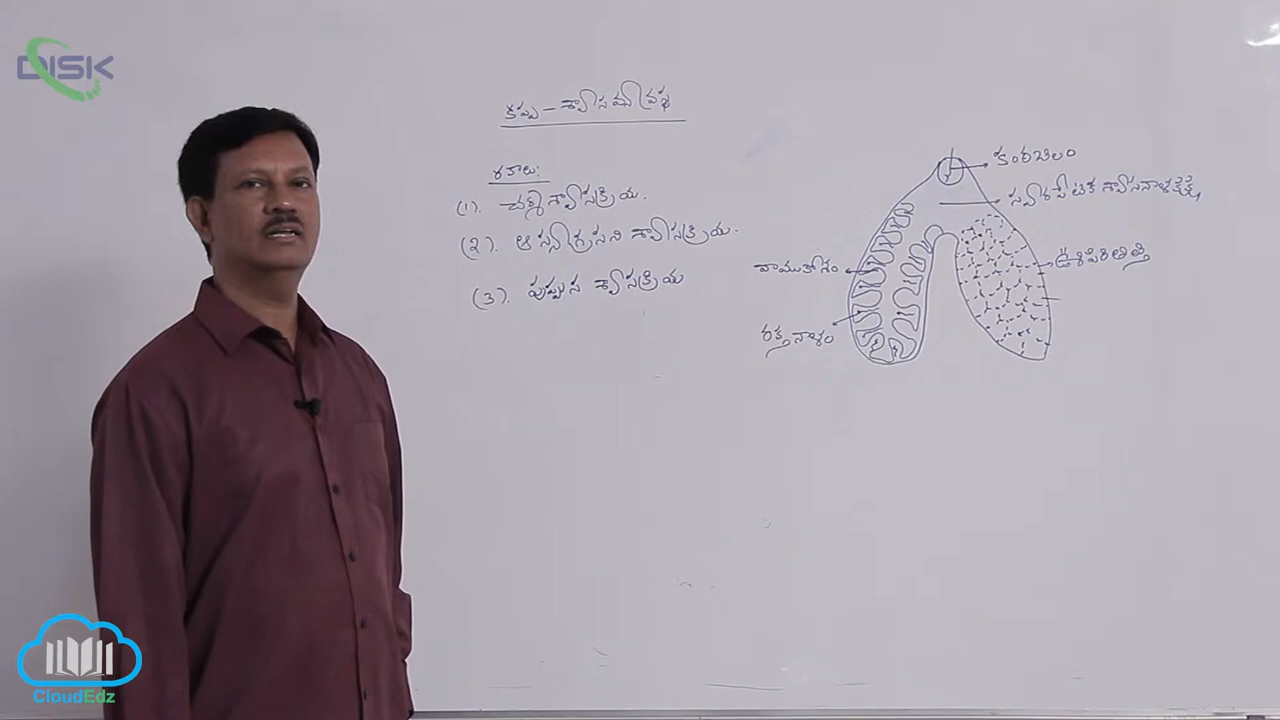 DISK
కప్ప - శ్వాసవ్యవస్థ
రకాలు:
(1). చర్మ శ్వాసక్రియ.
(2). ఆస్యగ్రసని శ్వాసక్రియ.
(3). పుప్పుస శ్వాసక్రియ
కంఠబిలం
స్వరపేటిక శ్వాసనాళ కక్ష్య
ఊపిరితిత్తి
వాయుకోశం
రక్తనాళం
CloudEdz